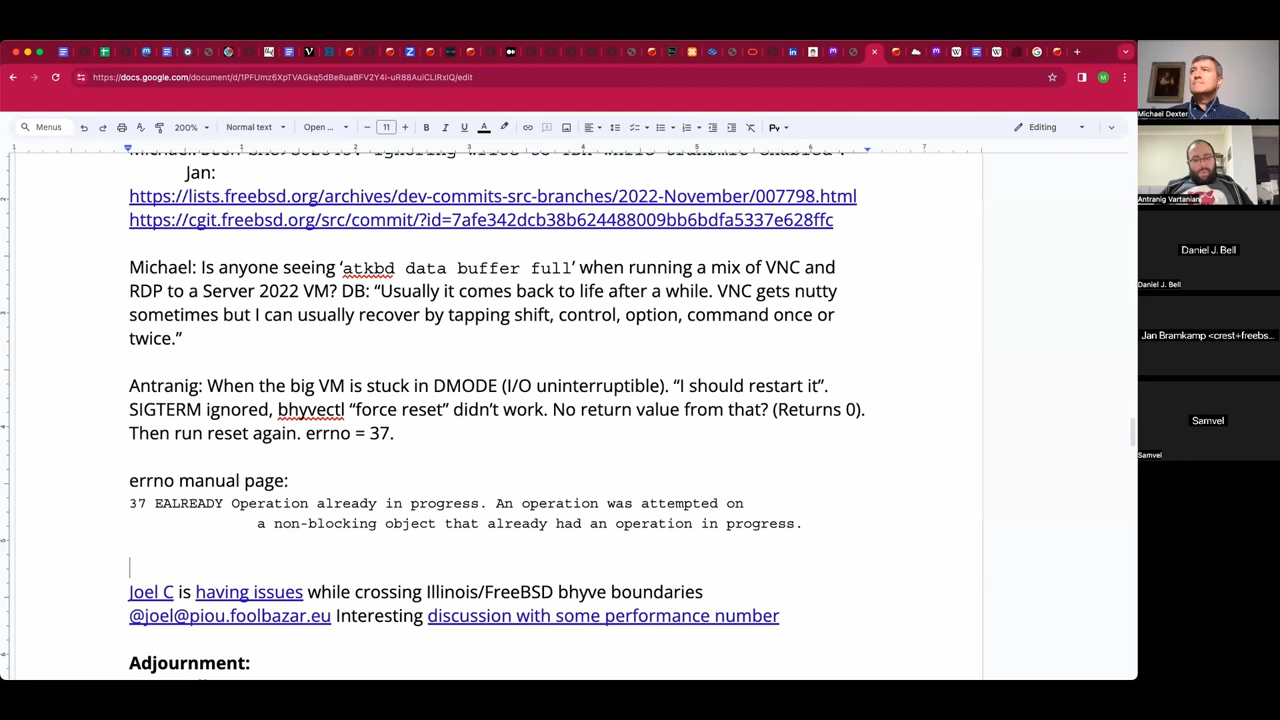 https://docs.google.com/document/d/1PFUmz6XpTVAGkq5dBe8uaBFV2Y4i-uR88AuiCLIRxIQ/edit
Menus
200%
Normal text
Open ...
11
Editing
Jan:
https://lists.freebsd.org/archives/dev-commits-src-branches/2022-November/007798.html
https://cgit.freebsd.org/src/commit/?id=7afe342dcb38b624488009bb6bdfa5337e628ffc
Michael: Is anyone seeing ‘atkbd data buffer full’ when running a mix of VNC and
RDP to a Server 2022 VM? DB: “Usually it comes back to life after a while. VNC gets nutty
sometimes but I can usually recover by tapping shift, control, option, command once or
twice.”
Antranig: When the big VM is stuck in DMODE (I/O uninterruptible). “I should restart it”.
SIGTERM ignored, bhyvectl “force reset” didn’t work. No return value from that? (Returns 0).
Then run reset again. errno = 37.
errno manual page:
37 EALREADY Operation already in progress. An operation was attempted on
a non-blocking object that already had an operation in progress.
Joel C is having issues while crossing Illinois/FreeBSD bhyve boundaries
@joel@piou.foolbazar.eu Interesting discussion with some performance number
Adjournment:
Michael Dexter
Antranig Vartanian
Daniel J. Bell
Daniel J. Bell
Jan Bramkamp <crest+freebs...
Samvel
Samvel